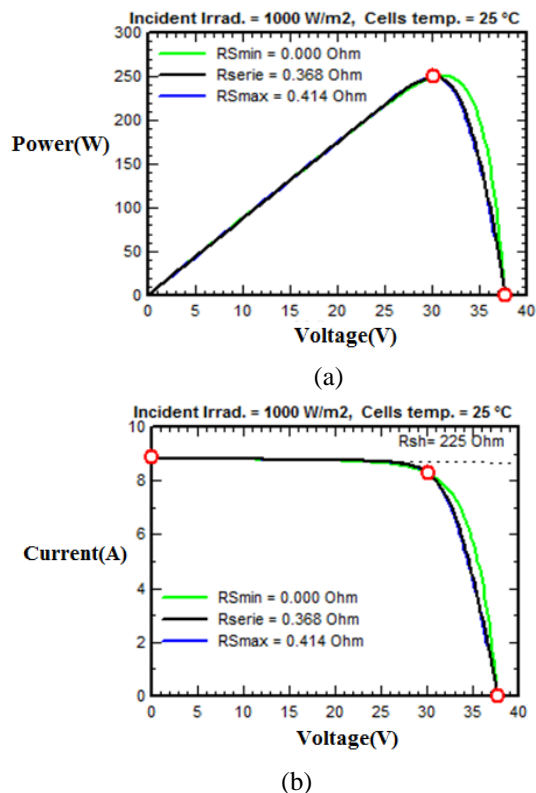 Incident Irrad. = 1000 W/m2, Cells temp. = 25 ºC
300
250
200
150
100
50
0
Power(W)
RSmin = 0.000 Ohm
Rserie = 0.368 Ohm
RSmax = 0.414 Ohm
0 5 10 15 20 25 30 35 40
Voltage(V)
(a)
Incident Irrad. = 1000 W/m2, Cells temp. = 25 ºC
10
8
6
4
2
0
Rsh= 225 Ohm
Current(A)
RSmin = 0.000 Ohm
Rserie = 0.368 Ohm
RSmax = 0.414 Ohm
0 5 10 15 20 25 30 35 40
Voltage(V)
(b)